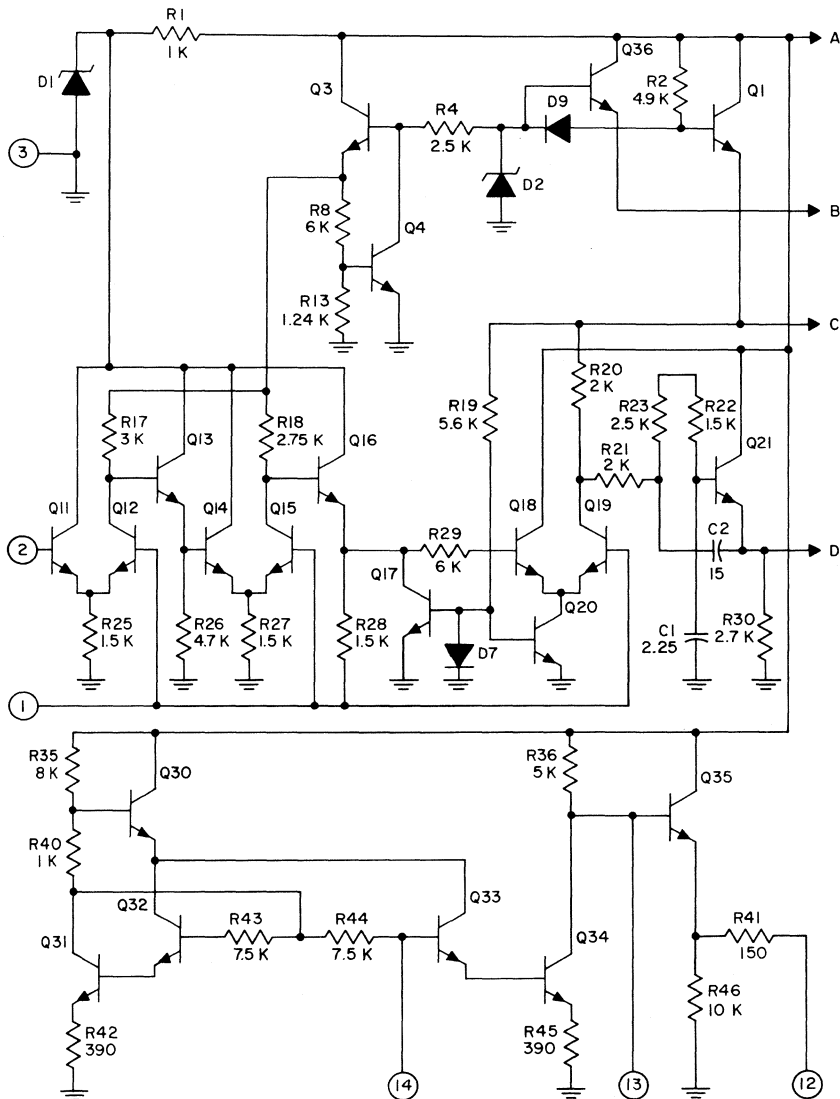 R1
1 K
A
Q36
D1
Q3
R2
4.9 K
Q1
R4
2.5 K
D9
3
D2
B
R8
6 K
Q4
R13
1.24 K
C
R17
3 K
Q13
R18
2.75 K
Q16
R19
5.6 K
R20
2 K
R23
2.5 K
R22
1.5 K
R21
2 K
Q21
Q11
Q12
Q14
Q15
Q18
Q19
2
R29
6 K
C2
15
D
Q17
Q20
R25
1.5 K
R26
4.7 K
R27
1.5 K
R28
1.5 K
D7
C1
2.25
R30
2.7 K
1
R35
8 K
Q30
R36
5 K
Q35
R40
1 K
Q32
Q33
R43
7.5 K
R44
7.5 K
Q31
Q34
R41
150
R46
10 K
R42
390
R45
390
14
13
12